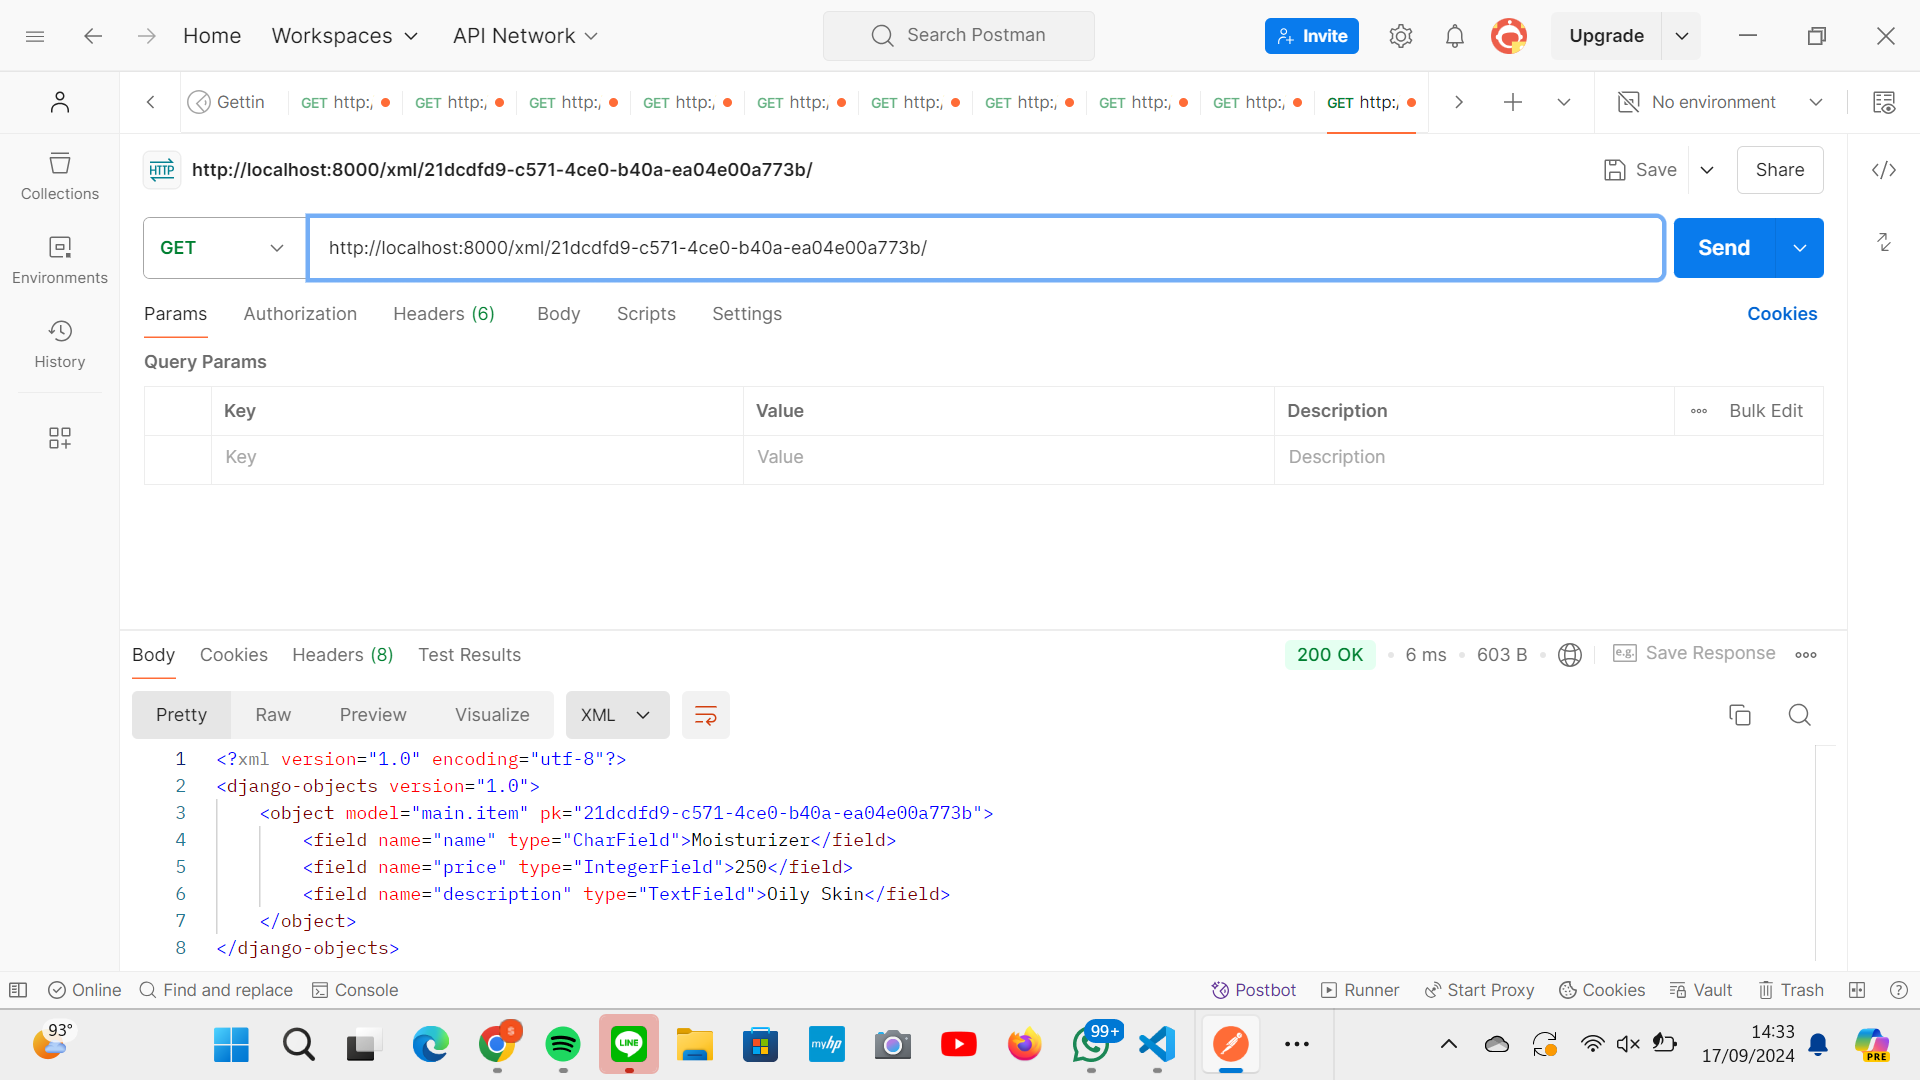 Home Workspaces API Network Search Postman Invite Upgrade
Gettin GET http:/ GET http:/ GET http:/ GET http:/ GET http:/ GET http:/ GET http:/ GET http:/ GET http:/ GET http:/ No environment
HTTP http://localhost:8000/xml/21dcdfd9-c571-4ce0-b40a-ea04e00a773b/ Save Share
Collections
GET http://localhost:8000/xml/21dcdfd9-c571-4ce0-b40a-ea04e00a773b/ Send
Environments
Params Authorization Headers (6) Body Scripts Settings Cookies
History
Query Params
Key Value Description Bulk Edit
Key Value Description
Body Cookies Headers (8) Test Results 200 OK 6 ms 603 B e.g. Save Response
Pretty Raw Preview Visualize XML
1 <?xml version="1.0" encoding="utf-8"?>
2 <django-objects version="1.0">
3 <object model="main.item" pk="21dcdfd9-c571-4ce0-b40a-ea04e00a773b">
4 <field name="name" type="CharField">Moisturizer</field>
5 <field name="price" type="IntegerField">250</field>
6 <field name="description" type="TextField">Oily Skin</field>
7 </object>
8 </django-objects>
Online Find and replace Console Postbot Runner Start Proxy Cookies Vault Trash
93° S LINE myhp 99+ 14:33
17/09/2024 PRE